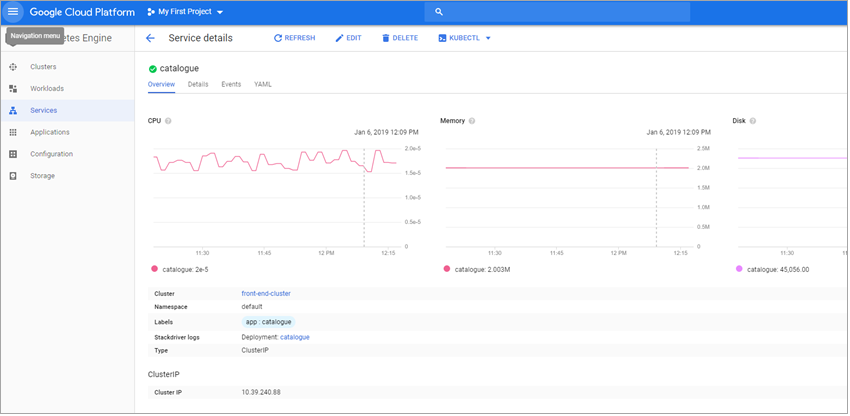 Google Cloud Platform My First Project
Navigation menu etes Engine
Service details REFRESH EDIT DELETE KUBECTL
Clusters
Workloads
Services
Applications
Configuration
Storage
catalogue
Overview Details Events YAML
CPU
Jan 6, 2019 12:09 PM
2.0e-5
1.5e-5
1.0e-5
0.5e-5
0
11:30 11:45 12 PM 12:15
catalogue: 2e-5
Memory
Jan 6, 2019 12:09 PM
2.5M
2.0M
1.5M
1.0M
0.5M
0
11:30 11:45 12 PM 12:15
catalogue: 2.003M
Disk
11:30
catalogue: 45,056.00
Cluster front-end-cluster
Namespace default
Labels app : catalogue
Stackdriver logs Deployment: catalogue
Type ClusterIP
ClusterIP
Cluster IP 10.39.240.88